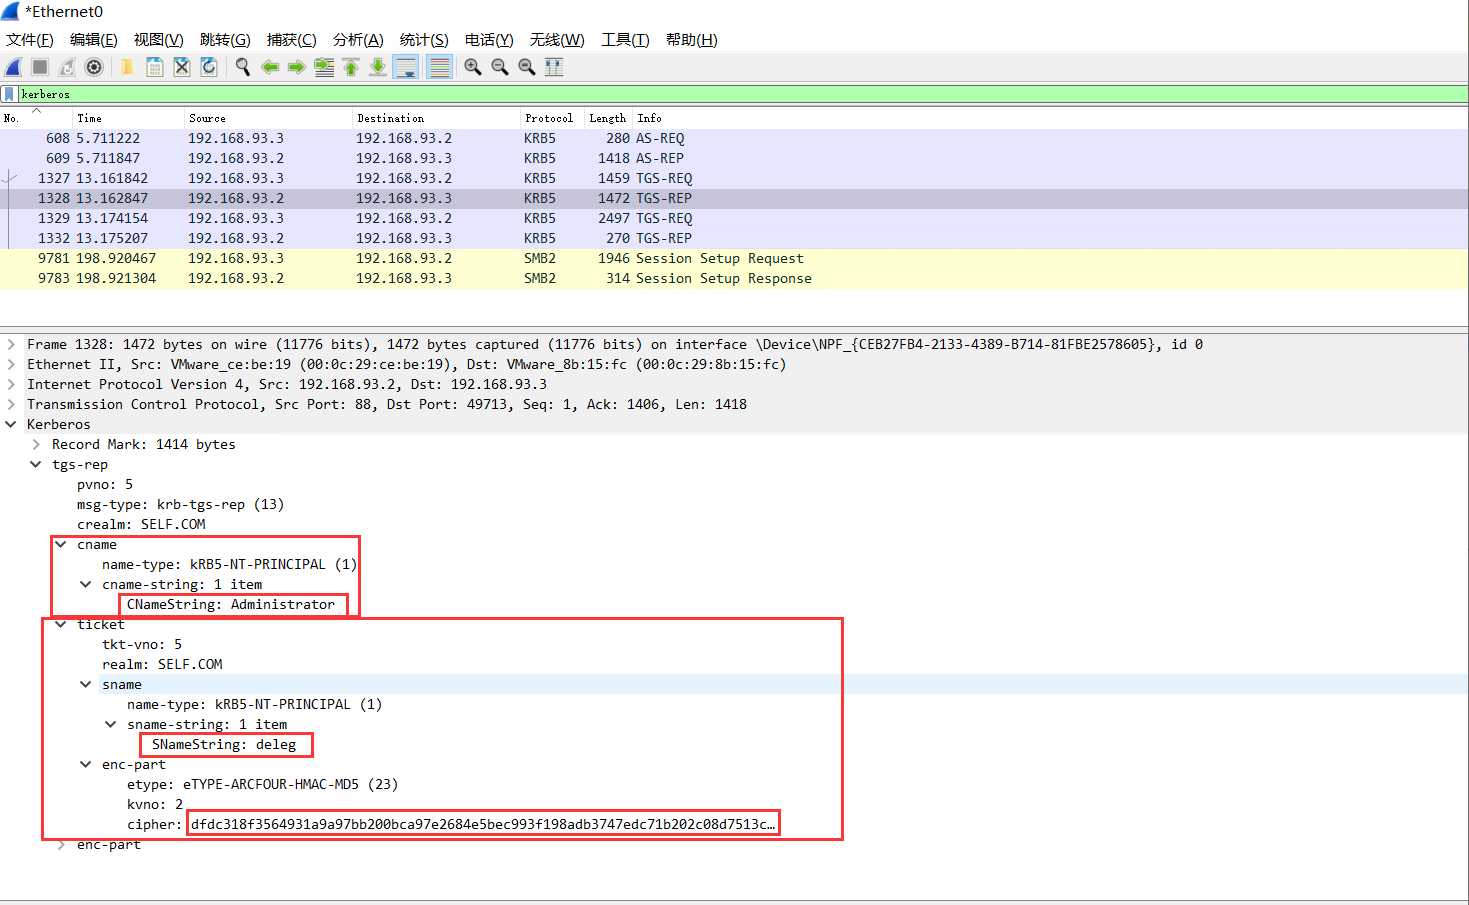 *Ethernet0
文件(F) 编辑(E) 视图(V) 跳转(G) 捕获(C) 分析(A) 统计(S) 电话(Y) 无线(W) 工具(T) 帮助(H)
kerberos
No. Time Source Destination Protocol Length Info
608 5.711222 192.168.93.3 192.168.93.2 KRB5 280 AS-REQ
609 5.711847 192.168.93.2 192.168.93.3 KRB5 1418 AS-REP
1327 13.161842 192.168.93.3 192.168.93.2 KRB5 1459 TGS-REQ
1328 13.162847 192.168.93.2 192.168.93.3 KRB5 1472 TGS-REP
1329 13.174154 192.168.93.3 192.168.93.2 KRB5 2497 TGS-REQ
1332 13.175207 192.168.93.2 192.168.93.3 KRB5 270 TGS-REP
9781 198.920467 192.168.93.3 192.168.93.2 SMB2 1946 Session Setup Request
9783 198.921304 192.168.93.2 192.168.93.3 SMB2 314 Session Setup Response
Frame 1328: 1472 bytes on wire (11776 bits), 1472 bytes captured (11776 bits) on interface \Device\NPF_{CEB27FB4-2133-4389-B714-81FBE2578605}, id 0
Ethernet II, Src: VMware_ce:be:19 (00:0c:29:ce:be:19), Dst: VMware_8b:15:fc (00:0c:29:8b:15:fc)
Internet Protocol Version 4, Src: 192.168.93.2, Dst: 192.168.93.3
Transmission Control Protocol, Src Port: 88, Dst Port: 49713, Seq: 1, Ack: 1406, Len: 1418
Kerberos
Record Mark: 1414 bytes
tgs-rep
pvno: 5
msg-type: krb-tgs-rep (13)
crealm: SELF.COM
cname
name-type: kRB5-NT-PRINCIPAL (1)
cname-string: 1 item
CNameString: Administrator
ticket
tkt-vno: 5
realm: SELF.COM
sname
name-type: kRB5-NT-PRINCIPAL (1)
sname-string: 1 item
SNameString: deleg
enc-part
etype: eTYPE-ARCFOUR-HMAC-MD5 (23)
kvno: 2
cipher: dfdc318f3564931a9a97bb200bca97e2684e5bec993f198adb3747edc71b202c08d7513c…
enc-part